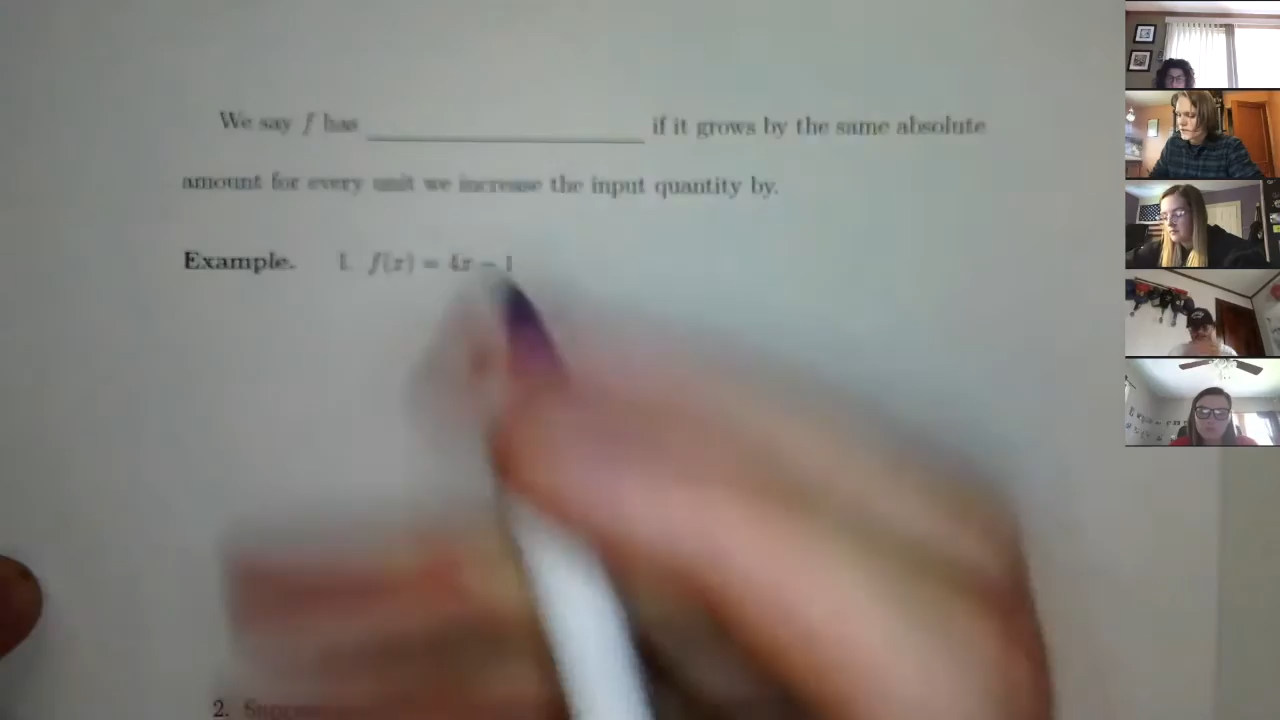 We say f has ____________ if it grows by the same absolute
amount for every unit we increase the input quantity by.
Example. 1. f(x) = 4x − 1
2.